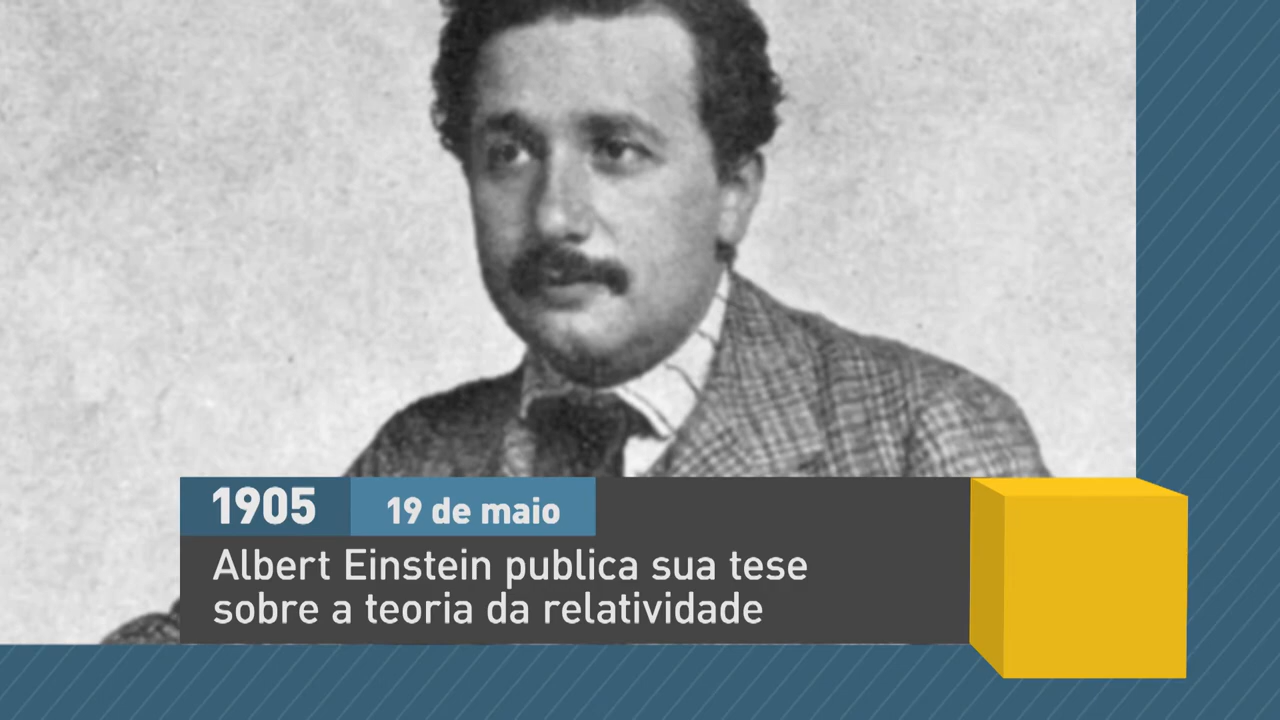 1905
19 de maio
Albert Einstein publica sua tese
sobre a teoria da relatividade